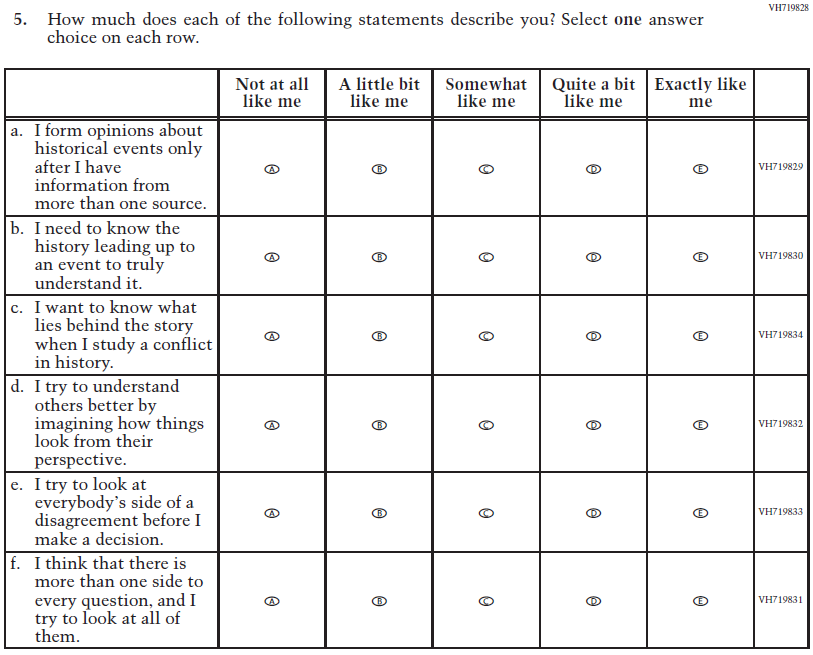 VH719828
5. How much does each of the following statements describe you? Select one answer
choice on each row.
Not at all like me A little bit like me Somewhat like me Quite a bit like me Exactly like me
a. I form opinions about
historical events only
after I have
information from
more than one source.
A B C D E VH719829
b. I need to know the
history leading up to
an event to truly
understand it.
A B C D E VH719830
c. I want to know what
lies behind the story
when I study a conflict
in history.
A B C D E VH719834
d. I try to understand
others better by
imagining how things
look from their
perspective.
A B C D E VH719832
e. I try to look at
everybody’s side of a
disagreement before I
make a decision.
A B C D E VH719833
f. I think that there is
more than one side to
every question, and I
try to look at all of
them.
A B C D E VH719831